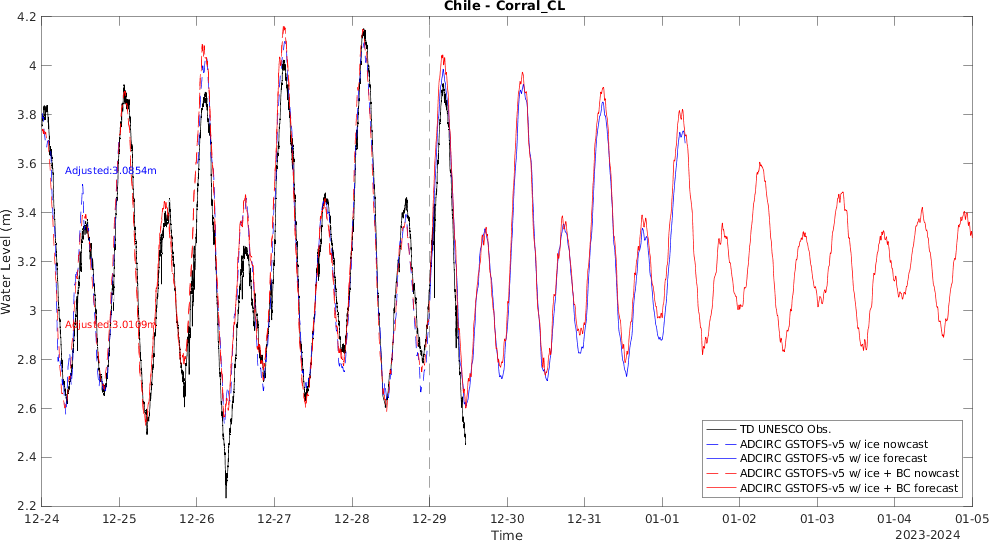 Chile - Corral_CL
Water Level (m)
4.2
4
3.8
3.6
3.4
3.2
3
2.8
2.6
2.4
2.2
Adjusted:3.0854m
Adjusted:3.0109m
TD UNESCO Obs.
ADCIRC GSTOFS-v5 w/ ice nowcast
ADCIRC GSTOFS-v5 w/ ice forecast
ADCIRC GSTOFS-v5 w/ ice + BC nowcast
ADCIRC GSTOFS-v5 w/ ice + BC forecast
12-24 12-25 12-26 12-27 12-28 12-29 12-30 12-31 01-01 01-02 01-03 01-04 01-05
Time
2023-2024